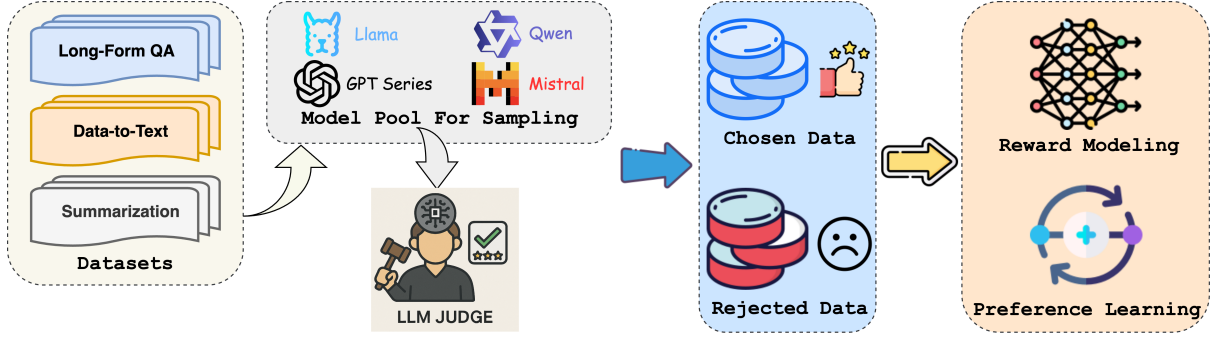 Long-Form QA
Data-to-Text
Summarization
Datasets
Llama
Qwen
GPT Series
Mistral
Model Pool For Sampling
LLM JUDGE
Chosen Data
Rejected Data
Reward Modeling
Preference Learning